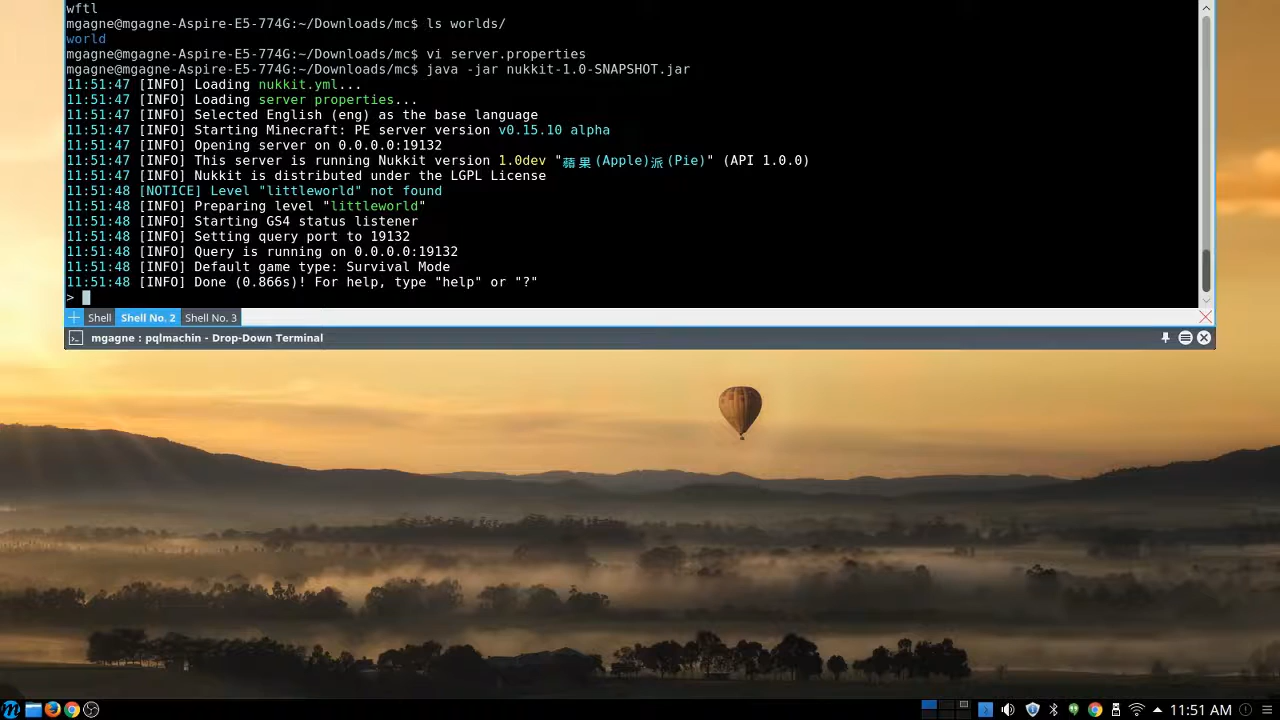 wftl
mgagne@mgagne-Aspire-E5-774G:~/Downloads/mc$ ls worlds/
world
mgagne@mgagne-Aspire-E5-774G:~/Downloads/mc$ vi server.properties
mgagne@mgagne-Aspire-E5-774G:~/Downloads/mc$ java -jar nukkit-1.0-SNAPSHOT.jar
11:51:47 [INFO] Loading nukkit.yml...
11:51:47 [INFO] Loading server properties...
11:51:47 [INFO] Selected English (eng) as the base language
11:51:47 [INFO] Starting Minecraft: PE server version v0.15.10 alpha
11:51:47 [INFO] Opening server on 0.0.0.0:19132
11:51:47 [INFO] This server is running Nukkit version 1.0dev "蘋果(Apple)派(Pie)" (API 1.0.0)
11:51:47 [INFO] Nukkit is distributed under the LGPL License
11:51:48 [NOTICE] Level "littleworld" not found
11:51:48 [INFO] Preparing level "littleworld"
11:51:48 [INFO] Starting GS4 status listener
11:51:48 [INFO] Setting query port to 19132
11:51:48 [INFO] Query is running on 0.0.0.0:19132
11:51:48 [INFO] Default game type: Survival Mode
11:51:48 [INFO] Done (0.866s)! For help, type "help" or "?"
>
Shell Shell No. 2 Shell No. 3
mgagne : pqlmachin - Drop-Down Terminal
11:51 AM